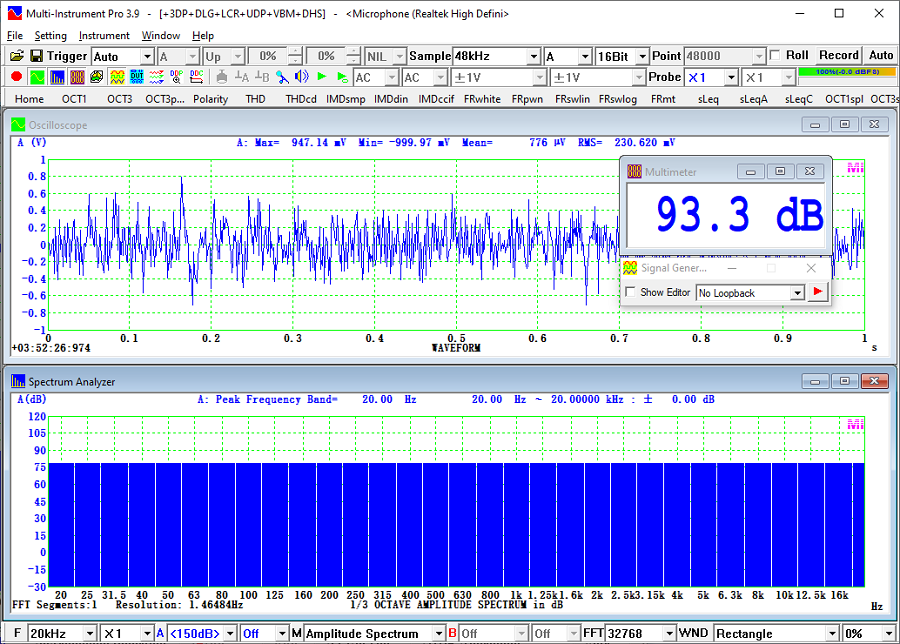 Multi-Instrument Pro 3.9 - [+3DP+DLG+LCR+UDP+VBM+DHS] - <Microphone (Realtek High Defini>
File Setting Instrument Window Help
Trigger Auto A Up 0% 0% NIL Sample 48kHz A 16Bit Point 48000 Roll Record Auto
AC AC ±1V ±1V Probe X1 X1 100%(-0.0 dBFS)
Home OCT1 OCT3 OCT3p... Polarity THD THDcd IMDsmp IMDdin IMDccif FRwhite FRpwn FRswlin FRswlog FRmt sLeq sLeqA sLeqC OCT1spl OCT3s
Oscilloscope
A (V) A: Max= 947.14 mV Min= -999.97 mV Mean= 776 µV RMS= 230.620 mV
Mi
1
0.8
0.6
0.4
0.2
0
-0.2
-0.4
-0.6
-0.8
-1
0 0.1 0.2 0.3 0.4 0.5 0.6 0.7 0.8 0.9 1 s
+03:52:26:974 WAVEFORM
Multimeter
93.3 dB
Signal Gener...
Show Editor No Loopback
Spectrum Analyzer
A(dB) A: Peak Frequency Band= 20.00 Hz 20.00 Hz ~ 20.00000 kHz : ± 0.00 dB
Mi
120
105
90
75
60
45
30
15
0
-15
-30
20 25 31.5 40 50 63 80 100 125 160 200 250 315 400 500 630 800 1k 1.25k 1.6k 2k 2.5k 3.15k 4k 5k 6.3k 8k 10k 12.5k 16k Hz
FFT Segments:1 Resolution: 1.46484Hz 1/3 OCTAVE AMPLITUDE SPECTRUM in dB
F 20kHz X1 A <150dB> Off M Amplitude Spectrum B Off Off FFT 32768 WND Rectangle 0%